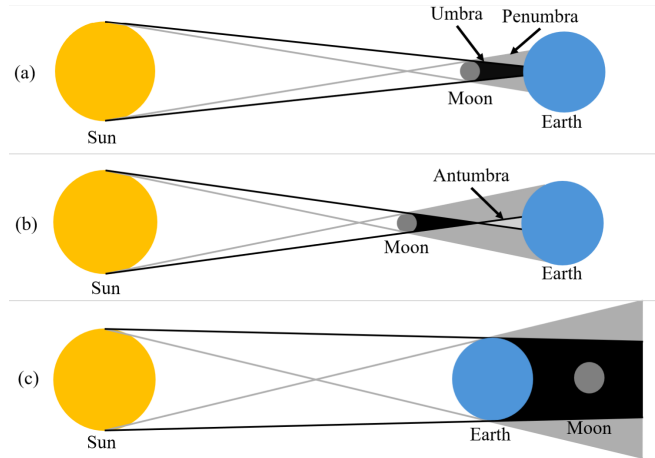 Umbra Penumbra
(a)
Moon
Sun
Earth
Antumbra
(b)
Moon
Sun
Earth
(c)
Sun
Earth
Moon